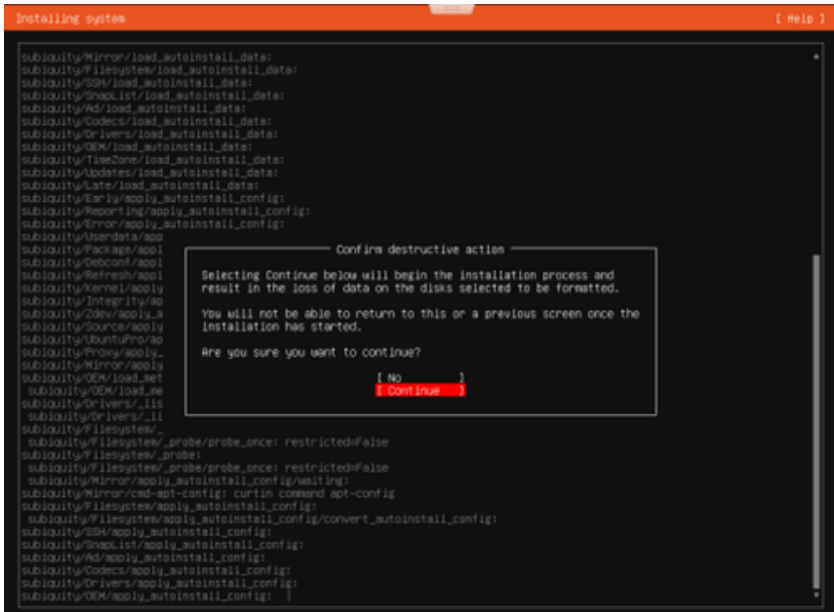 Installing system
[ Help ]
subiquity/Mirror/load_autoinstall_data:
subiquity/Filesystem/load_autoinstall_data:
subiquity/SSH/load_autoinstall_data:
subiquity/SnapList/load_autoinstall_data:
subiquity/Ad/load_autoinstall_data:
subiquity/Codecs/load_autoinstall_data:
subiquity/Drivers/load_autoinstall_data:
subiquity/OEM/load_autoinstall_data:
subiquity/TimeZone/load_autoinstall_data:
subiquity/Updates/load_autoinstall_data:
subiquity/Late/load_autoinstall_data:
subiquity/Early/apply_autoinstall_config:
subiquity/Reporting/apply_autoinstall_config:
subiquity/Error/apply_autoinstall_config:
subiquity/Userdata/app
subiquity/Package/appl
subiquity/Debconf/appl
subiquity/Refresh/appl
subiquity/Kernel/apply
subiquity/Integrity/ap
subiquity/Zdev/apply_a
subiquity/Source/apply
subiquity/UbuntuPro/ap
subiquity/Proxy/apply_
subiquity/Mirror/apply
subiquity/OEM/load_met
subiquity/OEM/load_me
subiquity/Drivers/_lis
subiquity/Drivers/_li
subiquity/Filesystem/_
Confirm destructive action
Selecting Continue below will begin the installation process and
result in the loss of data on the disks selected to be formatted.
You will not be able to return to this or a previous screen once the
installation has started.
Are you sure you want to continue?
[ No ]
[ Continue ]
subiquity/Filesystem/_probe/probe_once: restricted=False
subiquity/Filesystem/_probe:
subiquity/Filesystem/_probe/probe_once: restricted=False
subiquity/Mirror/apply_autoinstall_config/waiting:
subiquity/Mirror/cmd-apt-config: curtin command apt-config
subiquity/Filesystem/apply_autoinstall_config:
subiquity/Filesystem/apply_autoinstall_config/convert_autoinstall_config:
subiquity/SSH/apply_autoinstall_config:
subiquity/SnapList/apply_autoinstall_config:
subiquity/Ad/apply_autoinstall_config:
subiquity/Codecs/apply_autoinstall_config:
subiquity/Drivers/apply_autoinstall_config:
subiquity/OEM/apply_autoinstall_config: |